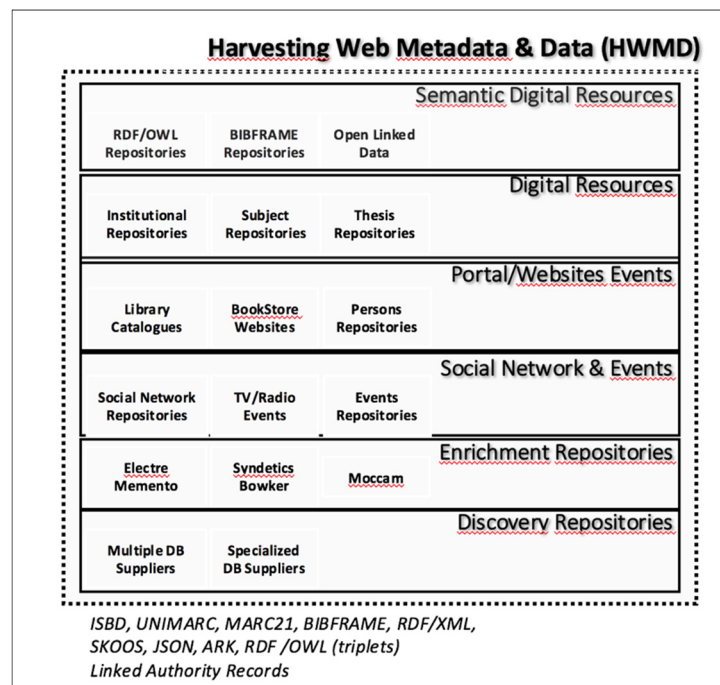 Harvesting Web Metadata & Data (HWMD)
Semantic Digital Resources
RDF/OWL BIBFRAME Open Linked
Repositories Repositories Data
Digital Resources
Institutional Subject Thesis
Repositories Repositories Repositories
Portal/Websites Events
Library BookStore Persons
Catalogues Websites Repositories
Social Network & Events
Social Network TV/Radio Events
Repositories Events Repositories
Enrichment Repositories
Electre Syndetics Moccam
Memento Bowker
Discovery Repositories
Multiple DB Specialized
Suppliers DB Suppliers
ISBD, UNIMARC, MARC21, BIBFRAME, RDF/XML,
SKOOS, JSON, ARK, RDF /OWL (triplets)
Linked Authority Records